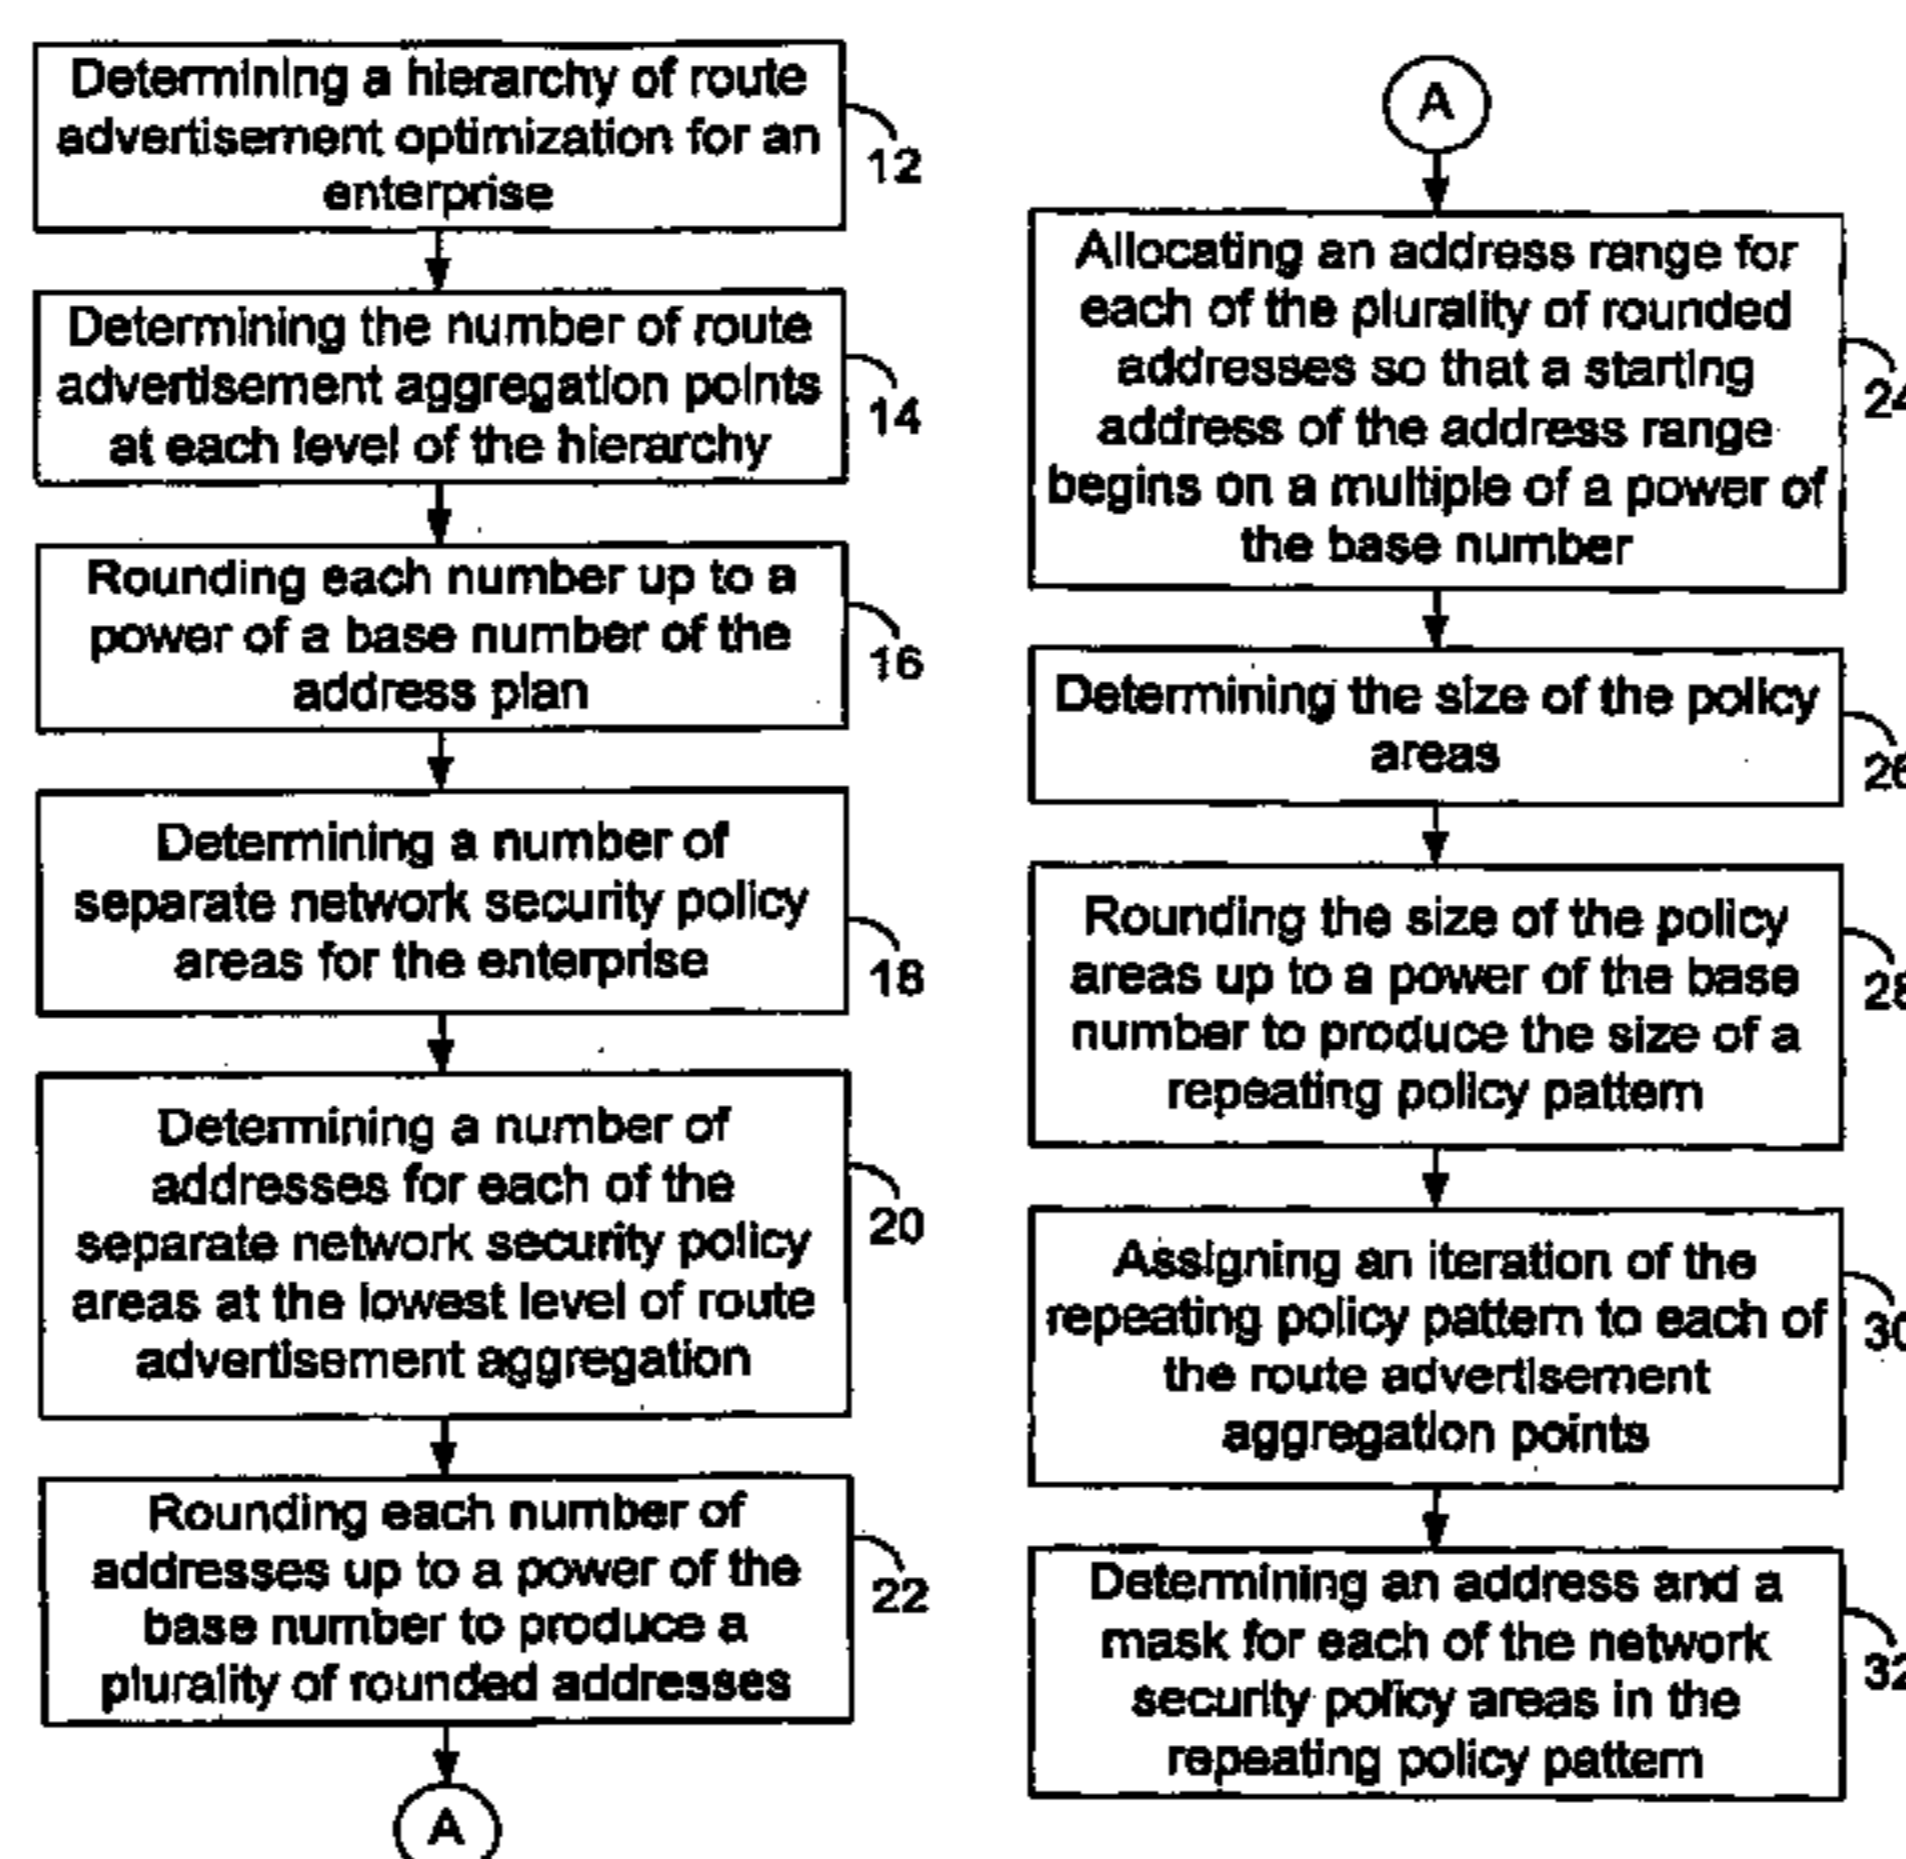 Determining a hierarchy of route
advertisement optimization for an
enterprise
12
Determining the number of route
advertisement aggregation points
at each level of the hierarchy
14
Rounding each number up to a
power of a base number of the
address plan
16
Determining a number of
separate network security policy
areas for the enterprise
18
Determining a number of
addresses for each of the
separate network security policy
areas at the lowest level of route
advertisement aggregation
20
Rounding each number of
addresses up to a power of the
base number to produce a
plurality of rounded addresses
22
A
A
Allocating an address range for
each of the plurality of rounded
addresses so that a starting
address of the address range
begins on a multiple of a power of
the base number
24
Determining the size of the policy
areas
26
Rounding the size of the policy
areas up to a power of the base
number to produce the size of a
repeating policy pattern
28
Assigning an iteration of the
repeating policy pattern to each of
the route advertisement
aggregation points
30
Determining an address and a
mask for each of the network
security policy areas in the
repeating policy pattern
32